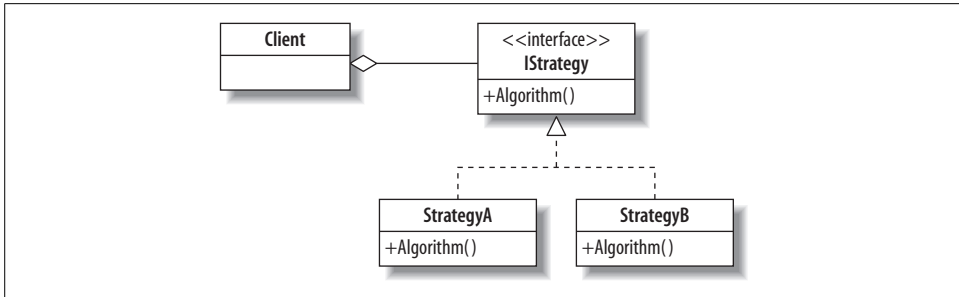 Client
<<interface>>
IStrategy
+Algorithm()
StrategyA
+Algorithm()
StrategyB
+Algorithm()